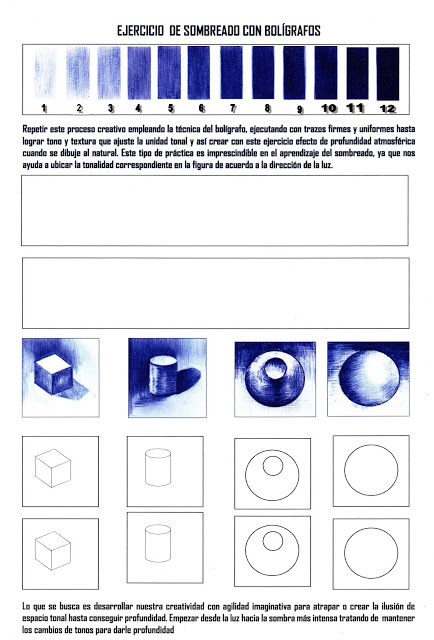 EJERCICIO DE SOMBREADO CON BOLÍGRAFOS
1 2 3 4 5 6 7 8 9 10 11 12
Repetir este proceso creativo empleando la técnica del bolígrafo, ejecutando con trazos firmes y uniformes hasta
lograr tono y textura que ajuste la unidad tonal y así crear con este ejercicio efecto de profundidad atmosférica
cuando se dibuje al natural. Este tipo de práctica es imprescindible en el aprendizaje del sombreado, ya que nos
ayuda a ubicar la tonalidad correspondiente en la figura de acuerdo a la dirección de la luz.
Lo que se busca es desarrollar nuestra creatividad con agilidad imaginativa para atrapar o crear la ilusión de
espacio tonal hasta conseguir profundidad. Empezar desde la luz hacia la sombra más intensa tratando de mantener
los cambios de tonos para darle profundidad